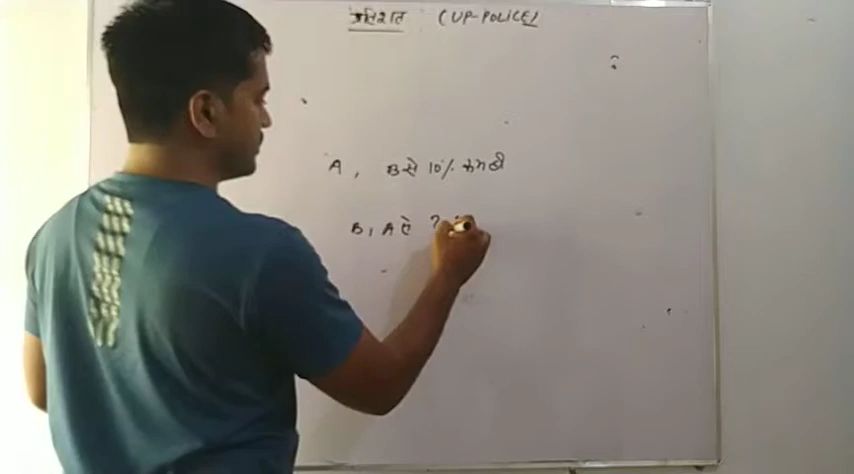 प्रतिशत (UP-POLICE)
A, B से 10% कम है
B, A से ?